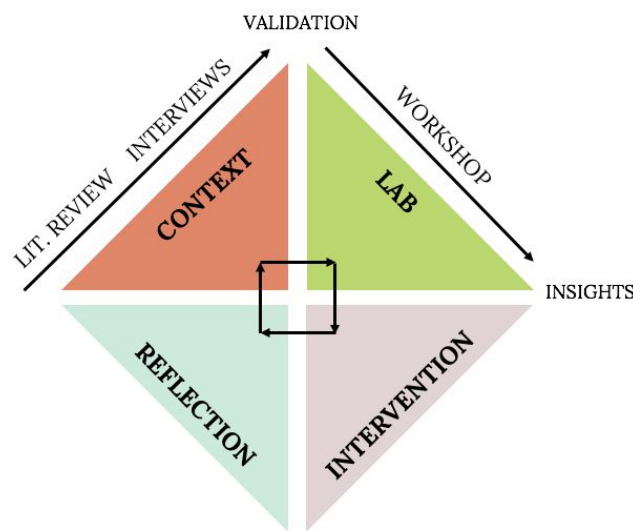 VALIDATION
LIT. REVIEW
INTERVIEWS
WORKSHOP
CONTEXT
LAB
INSIGHTS
REFLECTION
INTERVENTION